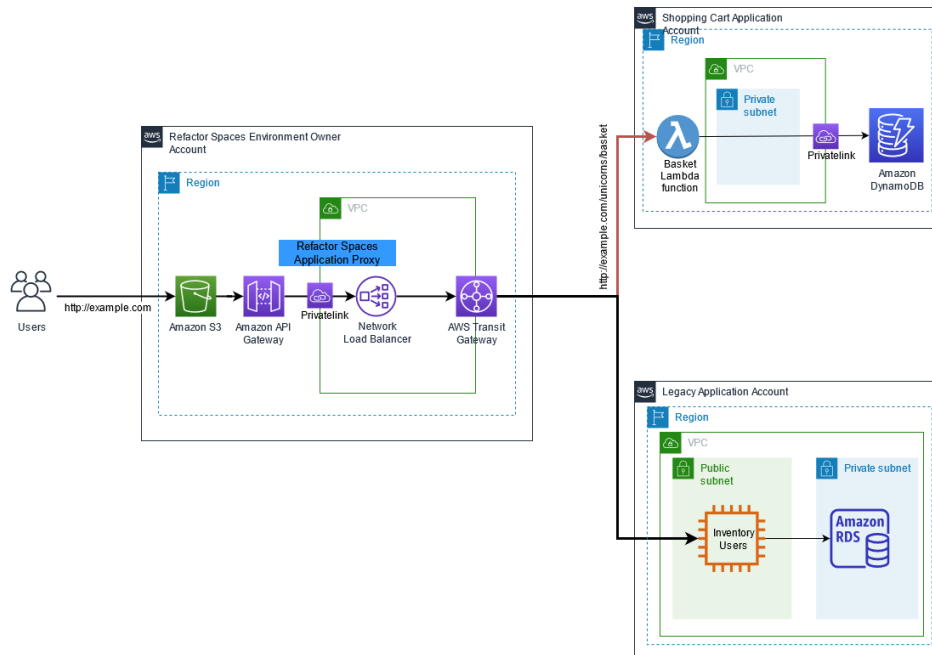 aws
Shopping Cart Application
Account
Region
VPC
Private
subnet
Basket
Lambda
function
Privatelink
Amazon
DynamoDB
aws
Refactor Spaces Environment Owner
Account
Region
VPC
Refactor Spaces
Application Proxy
Users
http://example.com
Amazon S3
Amazon API
Gateway
Privatelink
Network
Load Balancer
AWS Transit
Gateway
http://example.com/unicorns/basket
aws
Legacy Application Account
Region
VPC
Public
subnet
Inventory
Users
Private subnet
Amazon
RDS